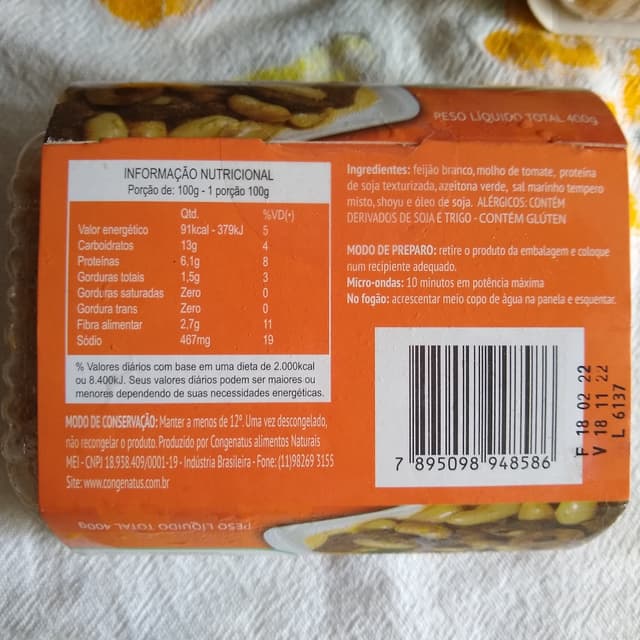 PESO LÍQUIDO TOTAL 400g
INFORMAÇÃO NUTRICIONAL
Porção de: 100g - 1 porção 100g
Qtd. %VD(*)
Valor energético 91kcal - 379kJ 5
Carboidratos 13g 4
Proteínas 6,1g 8
Gorduras totais 1,5g 3
Gorduras saturadas Zero 0
Gordura trans Zero 0
Fibra alimentar 2,7g 11
Sódio 467mg 19
% Valores diários com base em uma dieta de 2.000kcal
ou 8.400kJ. Seus valores diários podem ser maiores ou
menores dependendo de suas necessidades energéticas.
MODO DE CONSERVAÇÃO: Manter a menos de 12º. Uma vez descongelado,
não recongelar o produto. Produzido por Congenatus alimentos Naturais
MEI - CNPJ 18.938.409/0001-19 - Indústria Brasileira - Fone: (11)98269 3155
Site: www.congenatus.com.br
Ingredientes: feijão branco, molho de tomate, proteína
de soja texturizada, azeitona verde, sal marinho tempero
misto, shoyu e óleo de soja. ALÉRGICOS: CONTÉM
DERIVADOS DE SOJA E TRIGO - CONTÉM GLÚTEN
MODO DE PREPARO: retire o produto da embalagem e coloque
num recipiente adequado.
Micro-ondas: 10 minutos em potência máxima
No fogão: acrescentar meio copo de água na panela e esquentar.
7 895098 948586
F 18 02 22
V 18 11 22
L 6137
PESO LÍQUIDO TOTAL 400g